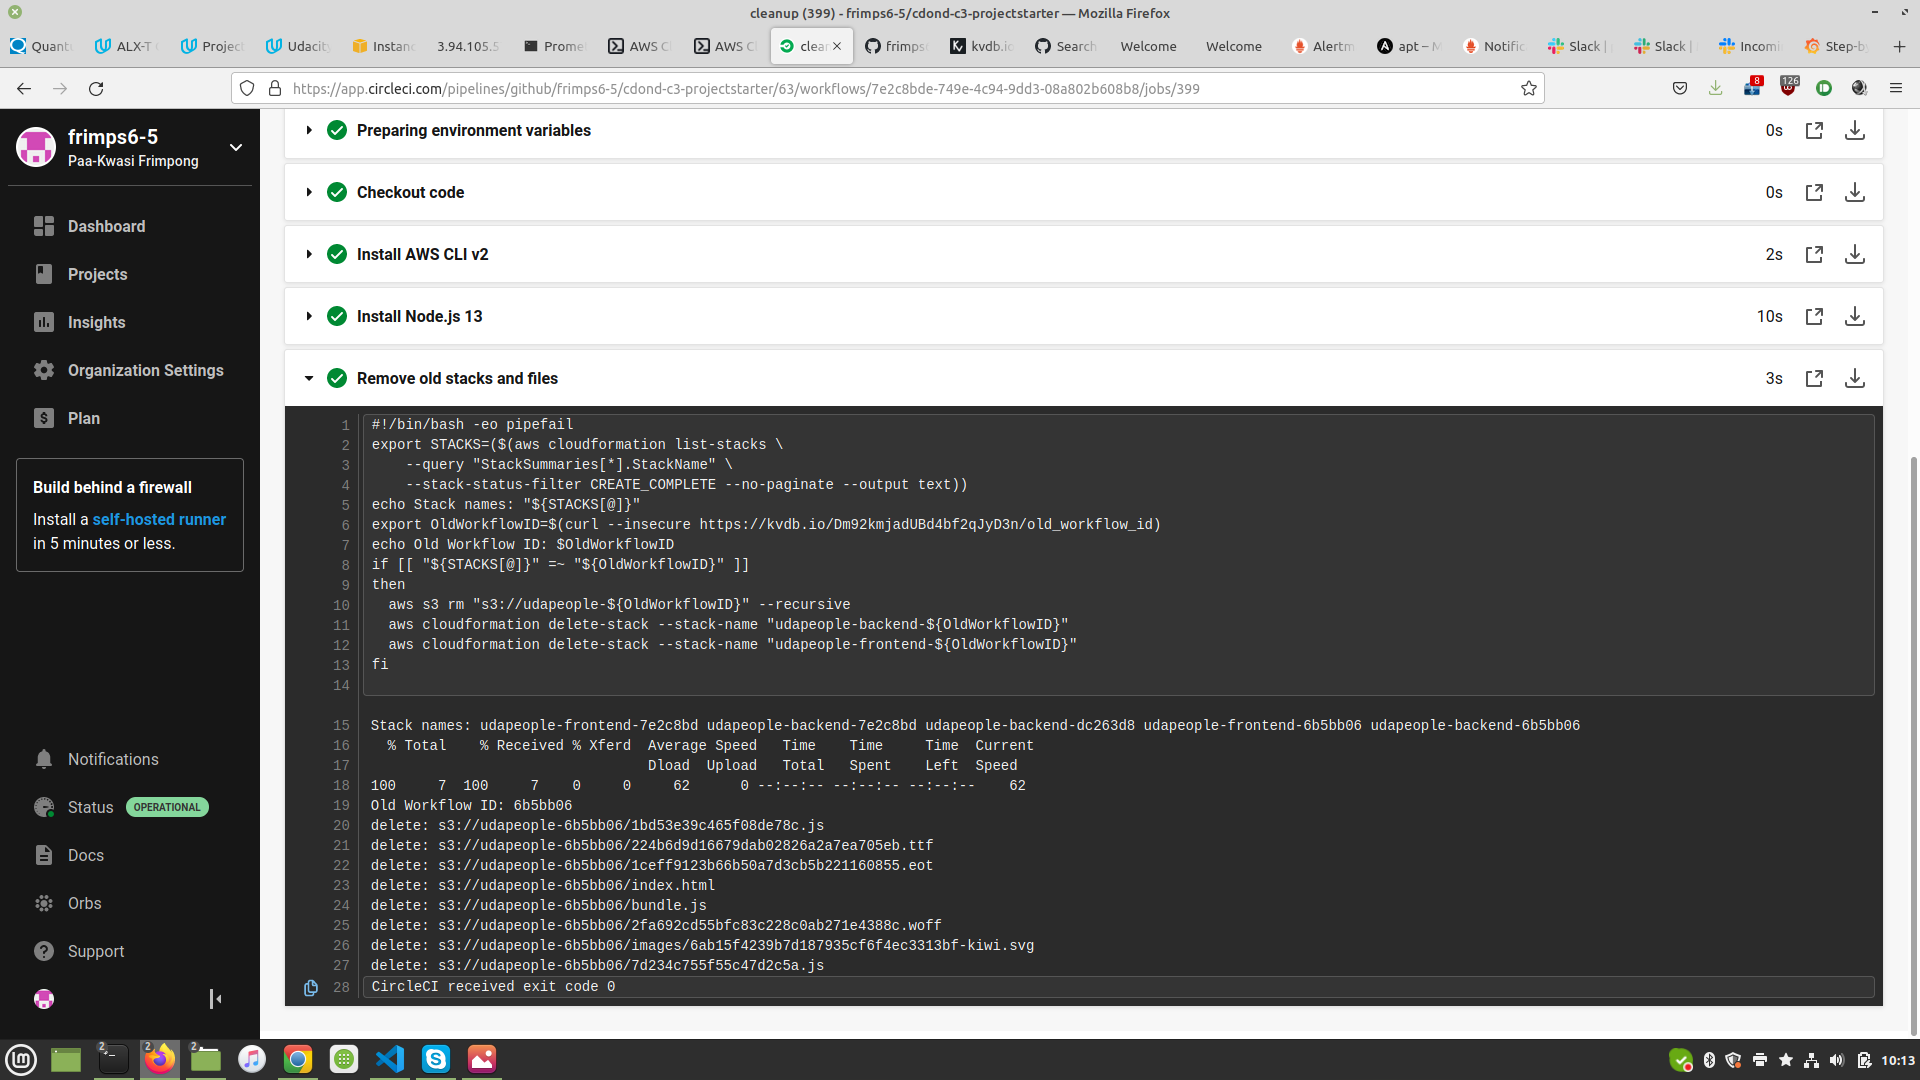 cleanup (399) - frimps6-5/cdond-c3-projectstarter — Mozilla Firefox
Quant
ALX-T
Project
Udacit
Instanc
3.94.105.5
Prome
AWS C
AWS C
clea
frimps
kvdb.io
Search
Welcome
Welcome
Alertm
apt – M
Notific
Slack |
Slack |
Incomi
Step-b
https://app.circleci.com/pipelines/github/frimps6-5/cdond-c3-projectstarter/63/workflows/7e2c8bde-749e-4c94-9dd3-08a802b608b8/jobs/399
8
126
frimps6-5
Paa-Kwasi Frimpong
Dashboard
Projects
Insights
Organization Settings
Plan
Build behind a firewall
Install a self-hosted runner
in 5 minutes or less.
Notifications
Status OPERATIONAL
Docs
Orbs
Support
Preparing environment variables 0s
Checkout code 0s
Install AWS CLI v2 2s
Install Node.js 13 10s
Remove old stacks and files 3s
1 #!/bin/bash -eo pipefail
2 export STACKS=($(aws cloudformation list-stacks \
3     --query "StackSummaries[*].StackName" \
4     --stack-status-filter CREATE_COMPLETE --no-paginate --output text))
5 echo Stack names: "${STACKS[@]}"
6 export OldWorkflowID=$(curl --insecure https://kvdb.io/Dm92kmjadUBd4bf2qJyD3n/old_workflow_id)
7 echo Old Workflow ID: $OldWorkflowID
8 if [[ "${STACKS[@]}" =~ "${OldWorkflowID}" ]]
9 then
10   aws s3 rm "s3://udapeople-${OldWorkflowID}" --recursive
11   aws cloudformation delete-stack --stack-name "udapeople-backend-${OldWorkflowID}"
12   aws cloudformation delete-stack --stack-name "udapeople-frontend-${OldWorkflowID}"
13 fi
14
15 Stack names: udapeople-frontend-7e2c8bd udapeople-backend-7e2c8bd udapeople-backend-dc263d8 udapeople-frontend-6b5bb06 udapeople-backend-6b5bb06
16   % Total    % Received % Xferd  Average Speed   Time    Time     Time  Current
17                                  Dload  Upload   Total   Spent    Left  Speed
18 100     7  100     7    0     0     62      0 --:--:-- --:--:-- --:--:--    62
19 Old Workflow ID: 6b5bb06
20 delete: s3://udapeople-6b5bb06/1bd53e39c465f08de78c.js
21 delete: s3://udapeople-6b5bb06/224b6d9d16679dab02826a2a7ea705eb.ttf
22 delete: s3://udapeople-6b5bb06/1ceff9123b66b50a7d3cb5b221160855.eot
23 delete: s3://udapeople-6b5bb06/index.html
24 delete: s3://udapeople-6b5bb06/bundle.js
25 delete: s3://udapeople-6b5bb06/2fa692cd55bfc83c228c0ab271e4388c.woff
26 delete: s3://udapeople-6b5bb06/images/6ab15f4239b7d187935cf6f4ec3313bf-kiwi.svg
27 delete: s3://udapeople-6b5bb06/7d234c755f55c47d2c5a.js
28 CircleCI received exit code 0
2
2
2
10:13